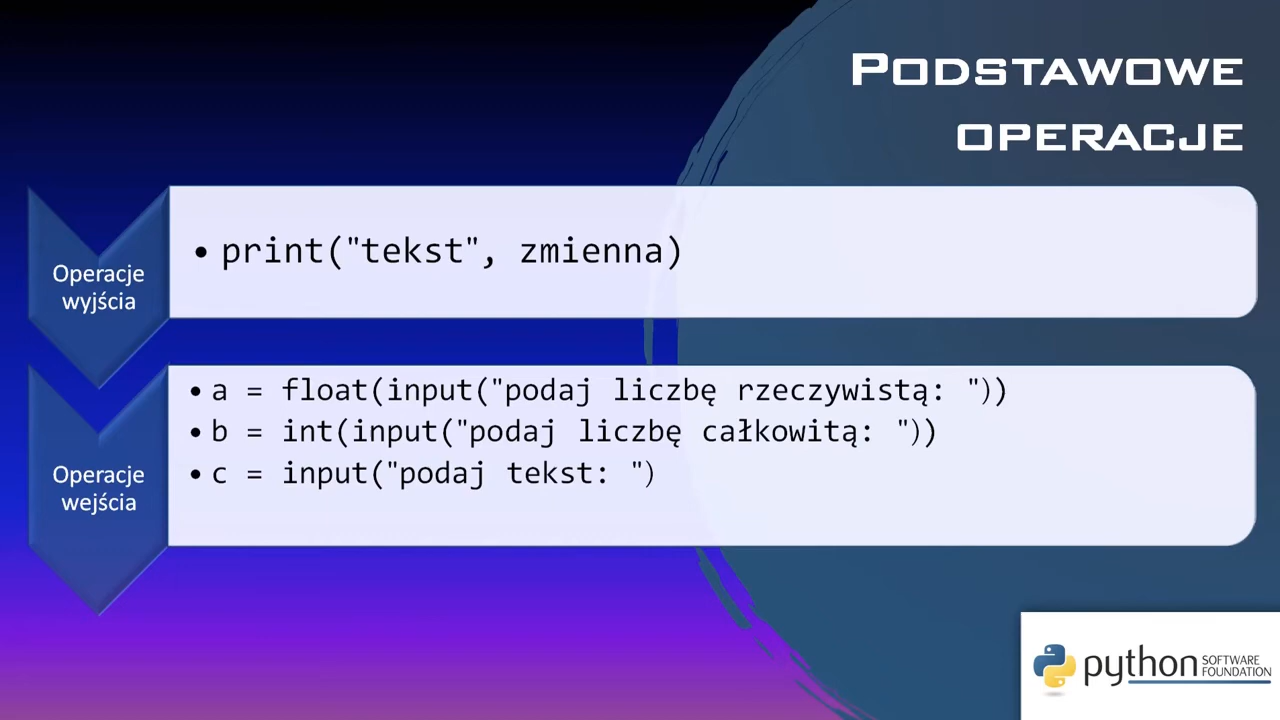 Podstawowe
operacje
Operacje
wyjścia
• print("tekst", zmienna)
Operacje
wejścia
• a = float(input("podaj liczbę rzeczywistą: "))
• b = int(input("podaj liczbę całkowitą: "))
• c = input("podaj tekst: ")
python SOFTWARE
FOUNDATION